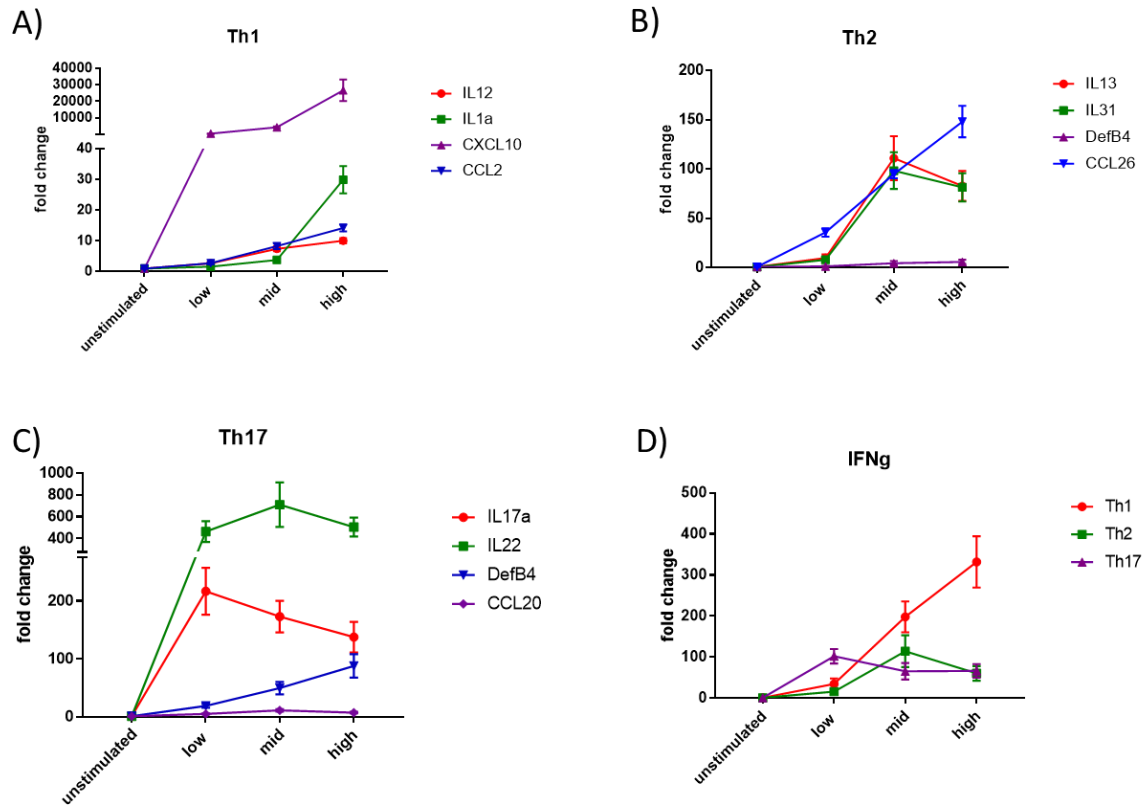 A)
Th1
fold change
40000
30000
20000
10000
40
30
20
10
0
unstimulated
low
mid
high
IL12
IL1a
CXCL10
CCL2
B)
Th2
fold change
200
150
100
50
0
unstimulated
low
mid
high
IL13
IL31
DefB4
CCL26
C)
Th17
fold change
1000
800
600
400
200
100
0
unstimulated
low
mid
high
IL17a
IL22
DefB4
CCL20
D)
IFNg
fold change
500
400
300
200
100
0
unstimulated
low
mid
high
Th1
Th2
Th17